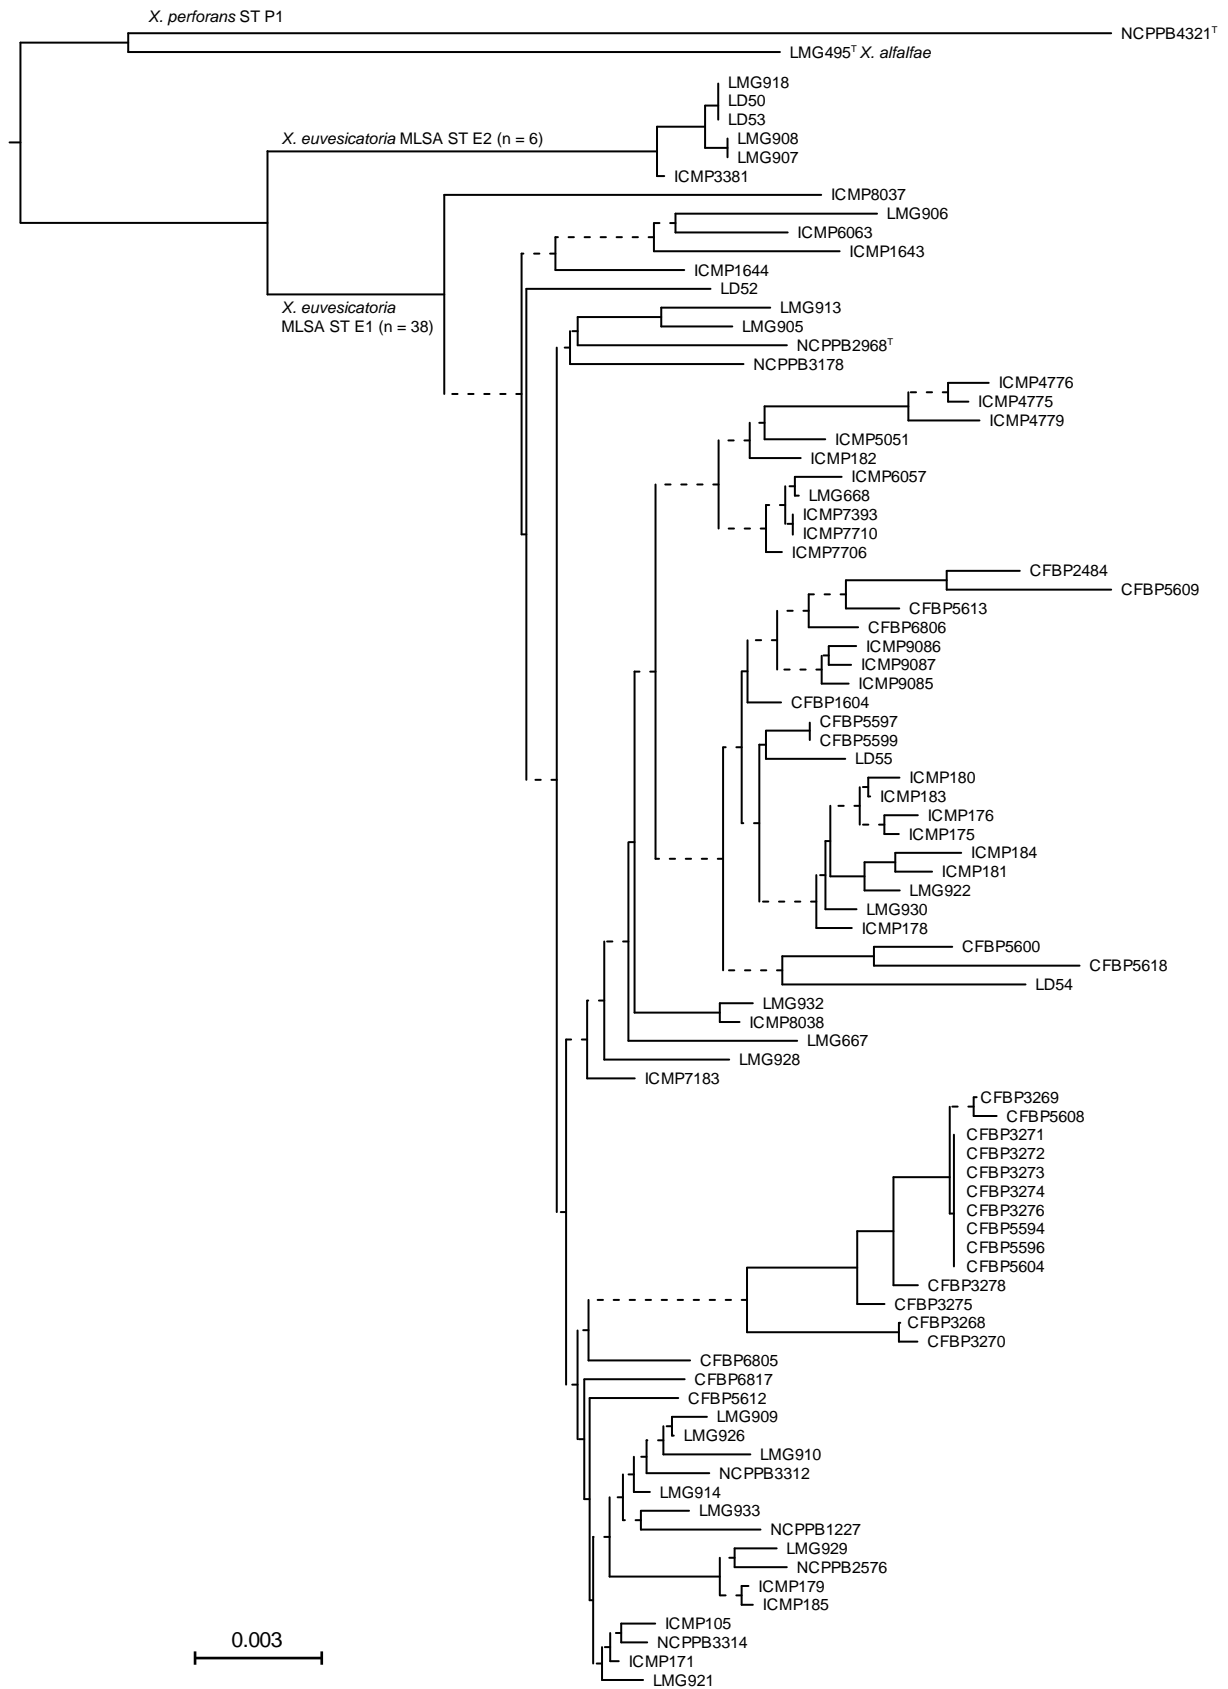 X. perforans ST P1
NCPPB4321ᵀ
LMG495ᵀ X. alfalfae
LMG918
LD50
LD53
X. euvesicatoria MLSA ST E2 (n = 6)
LMG908
LMG907
ICMP3381
ICMP8037
LMG906
ICMP6063
ICMP1643
ICMP1644
LD52
X. euvesicatoria
MLSA ST E1 (n = 38)
LMG913
LMG905
NCPPB2968ᵀ
NCPPB3178
ICMP4776
ICMP4775
ICMP4779
ICMP5051
ICMP182
ICMP6057
LMG668
ICMP7393
ICMP7710
ICMP7706
CFBP2484
CFBP5609
CFBP5613
CFBP6806
ICMP9086
ICMP9087
ICMP9085
CFBP1604
CFBP5597
CFBP5599
LD55
ICMP180
ICMP183
ICMP176
ICMP175
ICMP184
ICMP181
LMG922
LMG930
ICMP178
CFBP5600
CFBP5618
LD54
LMG932
ICMP8038
LMG667
LMG928
ICMP7183
CFBP3269
CFBP5608
CFBP3271
CFBP3272
CFBP3273
CFBP3274
CFBP3276
CFBP5594
CFBP5596
CFBP5604
CFBP3278
CFBP3275
CFBP3268
CFBP3270
CFBP6805
CFBP6817
CFBP5612
LMG909
LMG926
LMG910
NCPPB3312
LMG914
LMG933
NCPPB1227
LMG929
NCPPB2576
ICMP179
ICMP185
ICMP105
NCPPB3314
ICMP171
LMG921
0.003